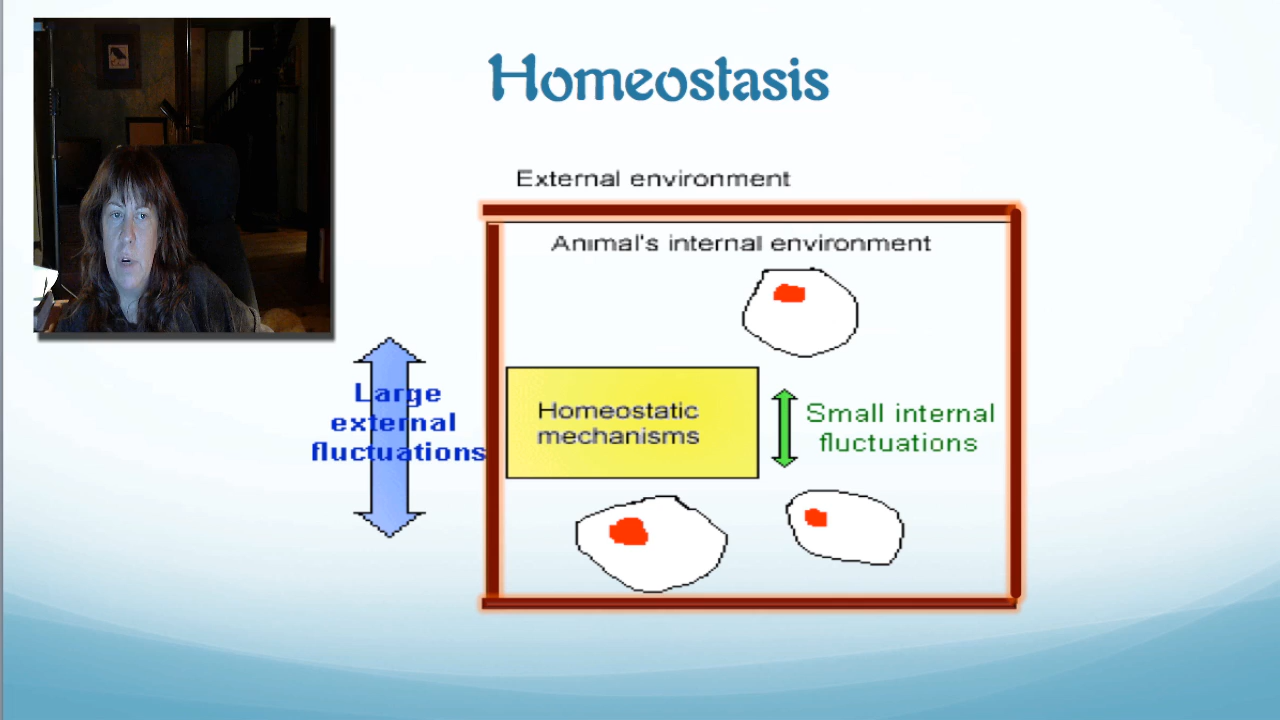 Homeostasis
External environment
Animal's internal environment
Large
external
fluctuations
Homeostatic
mechanisms
Small internal
fluctuations